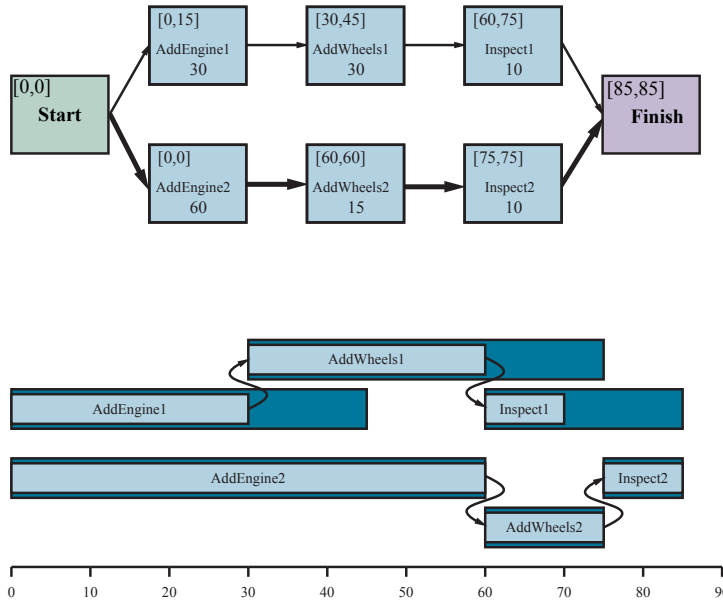 [0,0]
Start
[0,15]
AddEngine1
30
[30,45]
AddWheels1
30
[60,75]
Inspect1
10
[85,85]
Finish
[0,0]
AddEngine2
60
[60,60]
AddWheels2
15
[75,75]
Inspect2
10
AddWheels1
AddEngine1
Inspect1
AddEngine2
Inspect2
AddWheels2
0 10 20 30 40 50 60 70 80